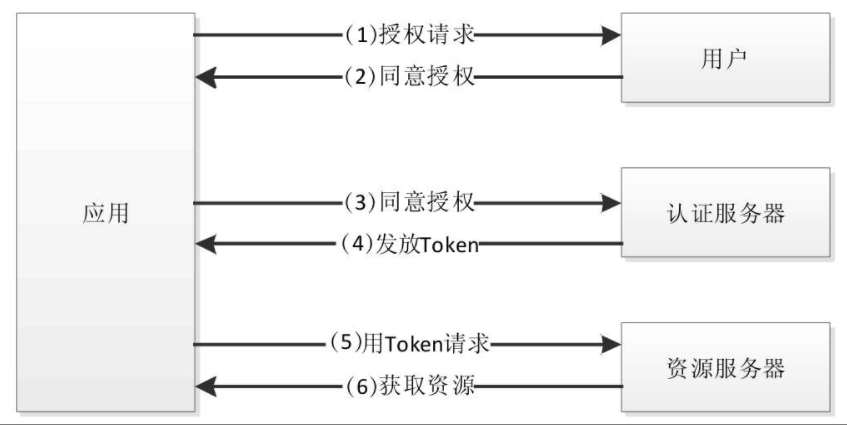 (1)授权请求
用户
(2)同意授权
应用
(3)同意授权
认证服务器
(4)发放Token
(5)用Token请求
资源服务器
(6)获取资源